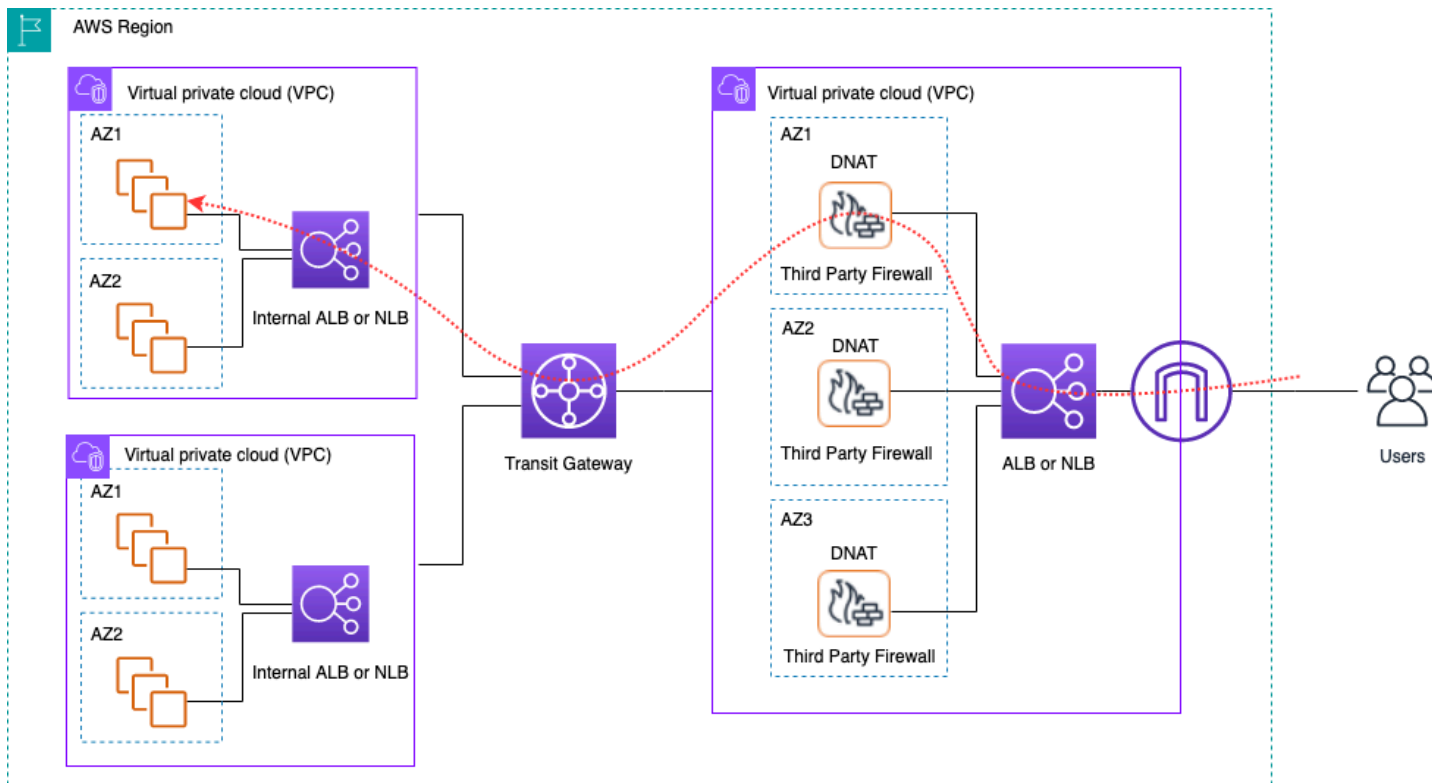 AWS Region
Virtual private cloud (VPC)
AZ1
AZ2
Internal ALB or NLB
Virtual private cloud (VPC)
AZ1
AZ2
Internal ALB or NLB
Transit Gateway
Virtual private cloud (VPC)
AZ1
DNAT
Third Party Firewall
AZ2
DNAT
Third Party Firewall
AZ3
DNAT
Third Party Firewall
ALB or NLB
Users